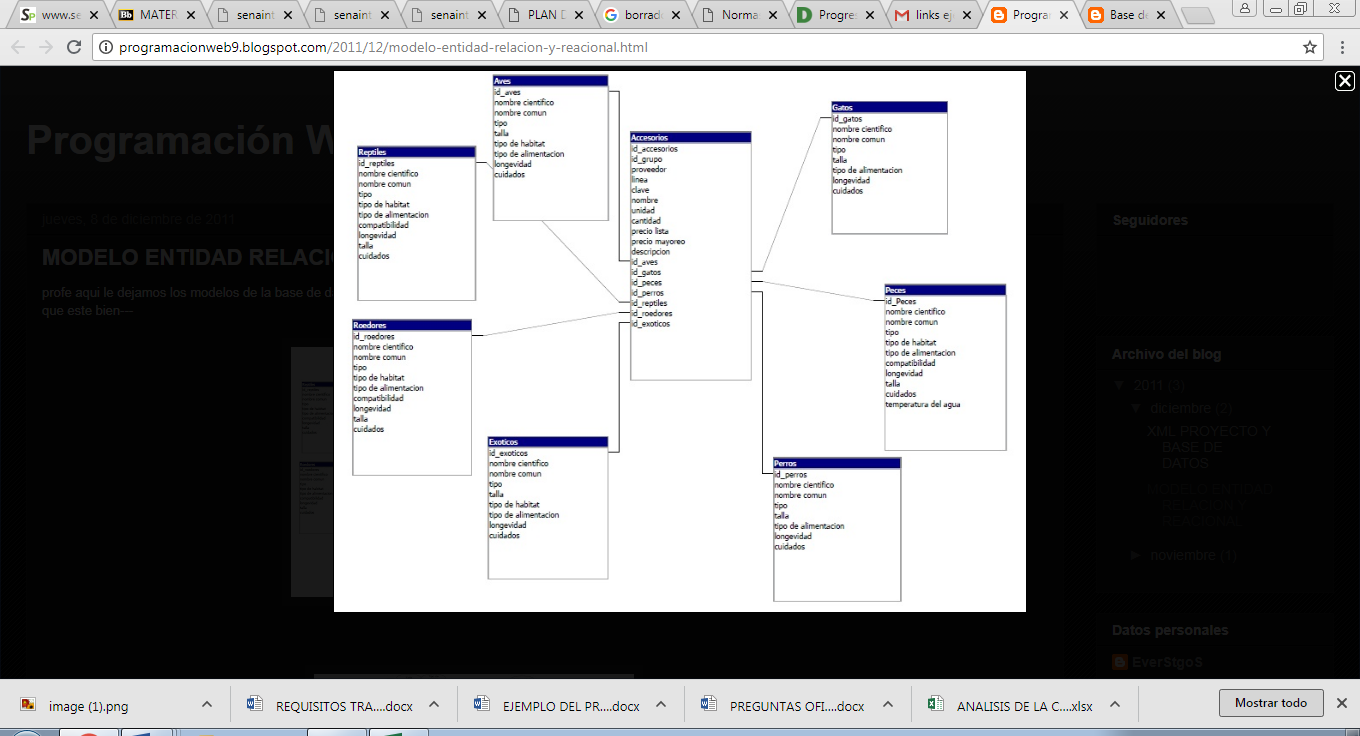 www.se
MATER
senaint
senaint
senaint
PLAN D
borrad
Norma
Progre
links ej
Program
Base d
programacionweb9.blogspot.com/2011/12/modelo-entidad-relacion-y-reacional.html
Programación W
jueves, 8 de diciembre de 2011
MODELO ENTIDAD RELACI
profe aqui le dejamos los modelos de la base de d
que este bien—
Aves
id_aves
nombre cientifico
nombre comun
tipo
talla
tipo de habitat
tipo de alimentacion
longevidad
cuidados
Reptiles
id_reptiles
nombre cientifico
nombre comun
tipo
tipo de habitat
tipo de alimentacion
compatibilidad
longevidad
talla
cuidados
Roedores
id_roedores
nombre cientifico
nombre comun
tipo
tipo de habitat
tipo de alimentacion
compatibilidad
longevidad
talla
cuidados
Exoticos
id_exoticos
nombre cientifico
nombre comun
tipo
talla
tipo de habitat
tipo de alimentacion
longevidad
cuidados
Accesorios
id_accesorios
id_grupo
proveedor
linea
clave
nombre
unidad
cantidad
precio lista
precio mayoreo
descripcion
id_aves
id_gatos
id_peces
id_perros
id_reptiles
id_roedores
id_exoticos
Gatos
id_gatos
nombre cientifico
nombre comun
tipo
talla
tipo de alimentacion
longevidad
cuidados
Peces
id_Peces
nombre cientifico
nombre comun
tipo
tipo de habitat
tipo de alimentacion
compatibilidad
longevidad
talla
cuidados
temperatura del agua
Perros
id_perros
nombre cientifico
nombre comun
tipo
talla
tipo de alimentacion
longevidad
cuidados
Seguidores
Archivo del blog
▼ 2011 (3)
▼ diciembre (2)
XML PROYECTO Y
BASE DE
DATOS
MODELO ENTIDAD
RELACION Y
REACIONAL
► noviembre (1)
Datos personales
EverStgoS
image (1).png
REQUISITOS TRA....docx
EJEMPLO DEL PR....docx
PREGUNTAS OFI....docx
ANALISIS DE LA C....xlsx
Mostrar todo